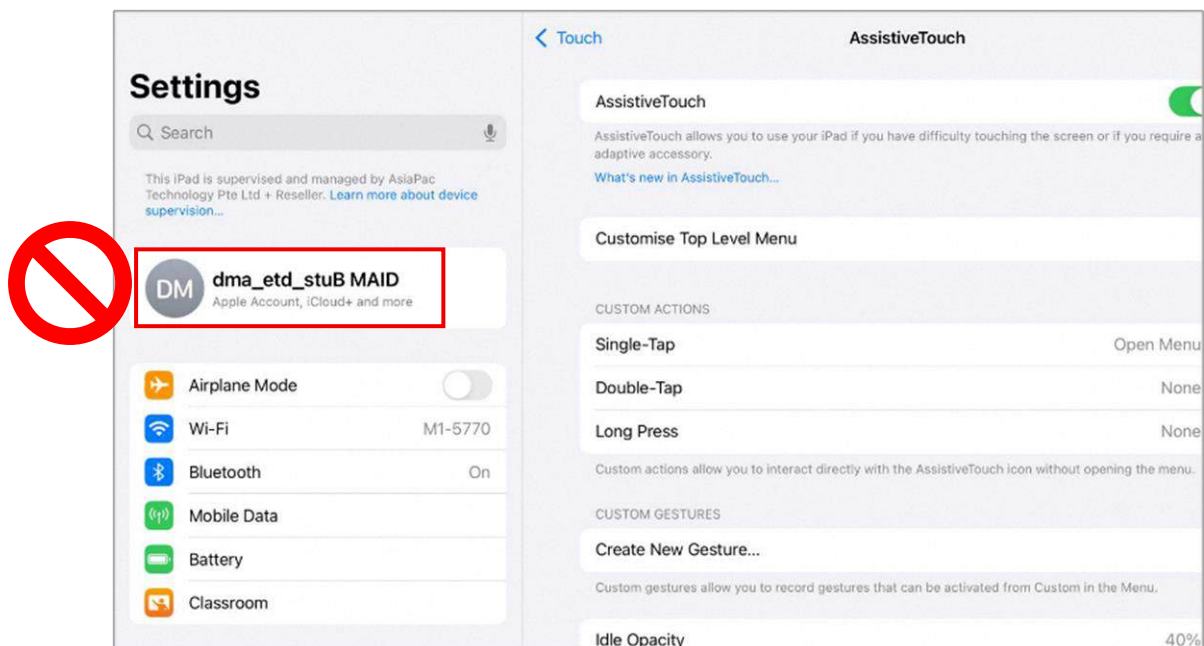 Settings
Search
This iPad is supervised and managed by AsiaPac
Technology Pte Ltd + Reseller. Learn more about device
supervision...
DM
dma_etd_stuB MAID
Apple Account, iCloud+ and more
Airplane Mode
Wi-Fi M1-5770
Bluetooth On
Mobile Data
Battery
Classroom
Touch
AssistiveTouch
AssistiveTouch
AssistiveTouch allows you to use your iPad if you have difficulty touching the screen or if you require a
adaptive accessory.
What's new in AssistiveTouch...
Customise Top Level Menu
CUSTOM ACTIONS
Single-Tap Open Menu
Double-Tap None
Long Press None
Custom actions allow you to interact directly with the AssistiveTouch icon without opening the menu.
CUSTOM GESTURES
Create New Gesture...
Custom gestures allow you to record gestures that can be activated from Custom in the Menu.
Idle Opacity 40%